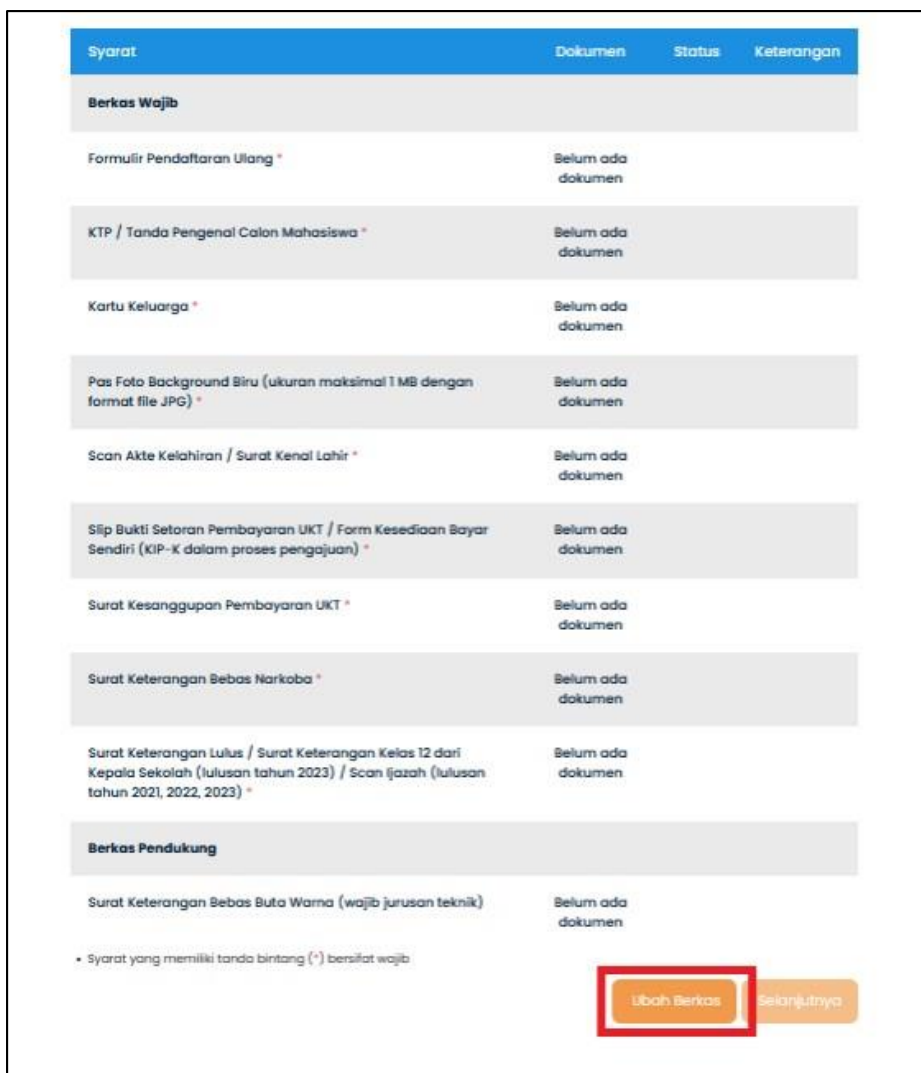 Syarat Dokumen Status Keterangan
Berkas Wajib
Formulir Pendaftaran Ulang * Belum ada
dokumen
KTP / Tanda Pengenal Calon Mahasiswa * Belum ada
dokumen
Kartu Keluarga * Belum ada
dokumen
Pas Foto Background Biru (ukuran maksimal 1 MB dengan Belum ada
format file JPG) * dokumen
Scan Akte Kelahiran / Surat Kenal Lahir * Belum ada
dokumen
Slip Bukti Setoran Pembayaran UKT / Form Kesediaan Bayar Belum ada
Sendiri (KIP-K dalam proses pengajuan) * dokumen
Surat Kesanggupan Pembayaran UKT * Belum ada
dokumen
Surat Keterangan Bebas Narkoba * Belum ada
dokumen
Surat Keterangan Lulus / Surat Keterangan Kelas 12 dari Belum ada
Kepala Sekolah (lulusan tahun 2023) / Scan Ijazah (lulusan dokumen
tahun 2021, 2022, 2023) *
Berkas Pendukung
Surat Keterangan Bebas Buta Warna (wajib jurusan teknik) Belum ada
dokumen
• Syarat yang memiliki tanda bintang (*) bersifat wajib
Ubah Berkas Selanjutnya